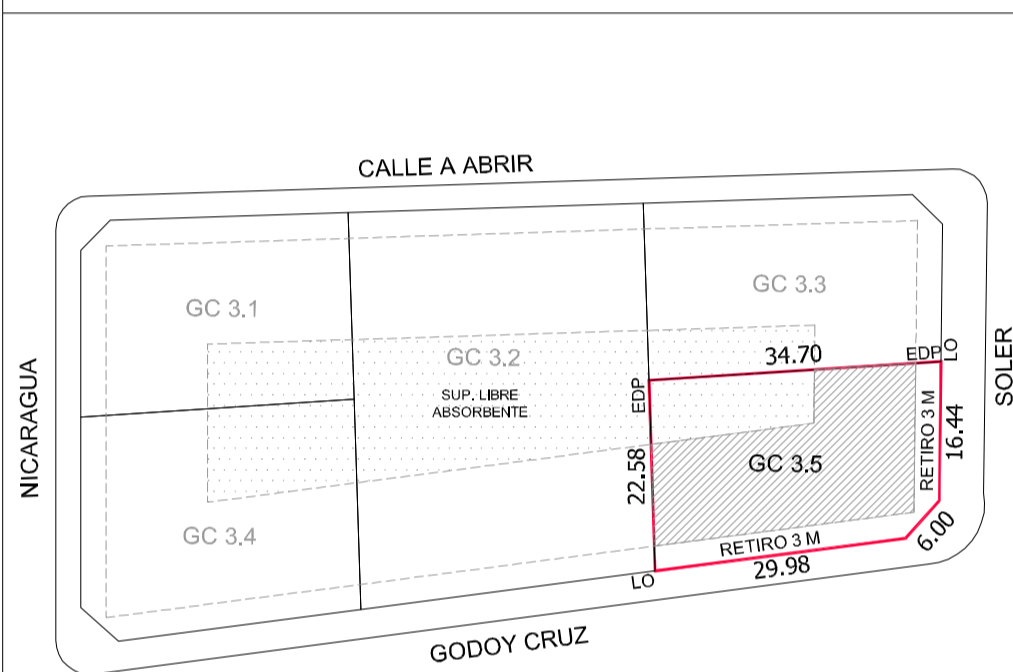 CALLE A ABRIR
GC 3.1
GC 3.3
GC 3.2
34.70
EDP
LO
SOLER
NICARAGUA
SUP. LIBRE
ABSORBENTE
EDP
RETIRO 3 M
16.44
22.58
GC 3.5
GC 3.4
RETIRO 3 M
6.00
29.98
LO
GODOY CRUZ